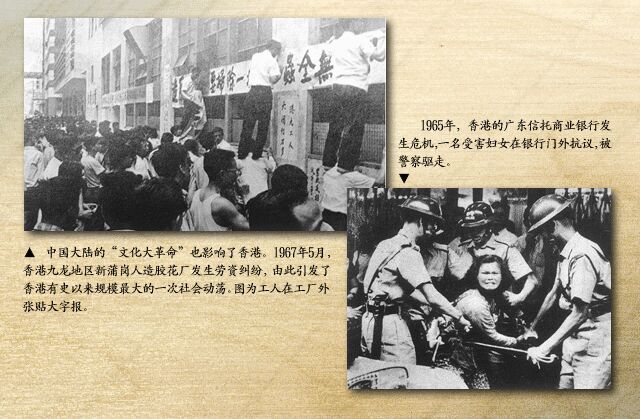 无全蟲
▲ 中国大陆的“文化大革命”也影响了香港。1967年5月,
香港九龙地区新蒲岗人造胶花厂发生劳资纠纷, 由此引发了
香港有史以来规模最大的一次社会动荡。图为工人在工厂外
张贴大字报。
1965年, 香港的广东信托商业银行发
生危机,一名受害妇女在银行门外抗议,被
警察驱走。
▼